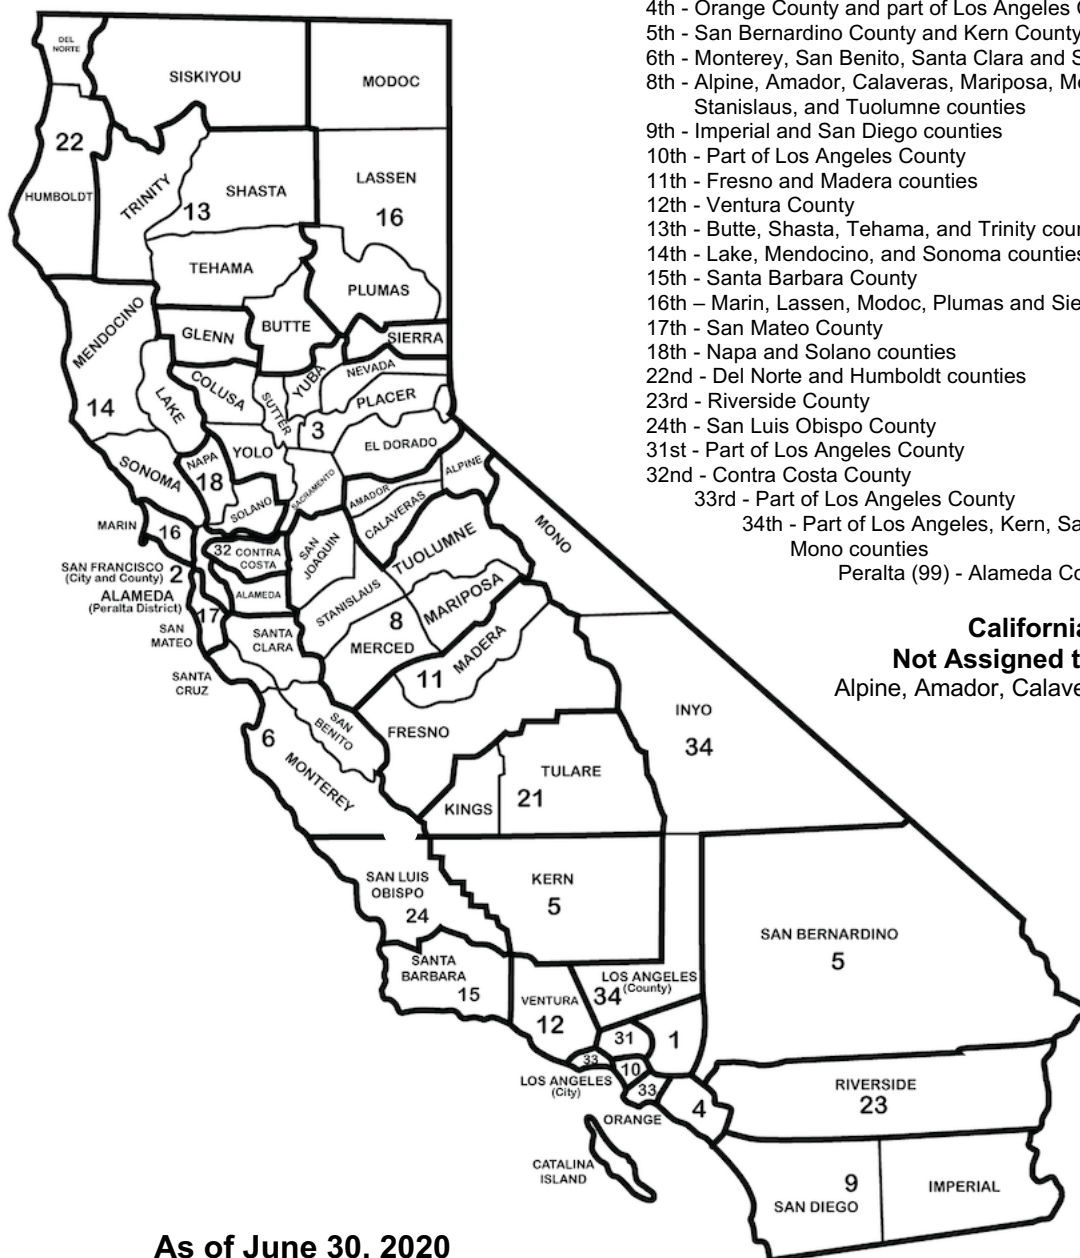 4th - Orange County and part of Los Angeles
5th - San Bernardino County and Kern County
6th - Monterey, San Benito, Santa Clara and S
8th - Alpine, Amador, Calaveras, Mariposa, Me
Stanislaus, and Tuolumne counties
9th - Imperial and San Diego counties
10th - Part of Los Angeles County
11th - Fresno and Madera counties
12th - Ventura County
13th - Butte, Shasta, Tehama, and Trinity cou
14th - Lake, Mendocino, and Sonoma counties
15th - Santa Barbara County
16th – Marin, Lassen, Modoc, Plumas and Sie
17th - San Mateo County
18th - Napa and Solano counties
22nd - Del Norte and Humboldt counties
23rd - Riverside County
24th - San Luis Obispo County
31st - Part of Los Angeles County
32nd - Contra Costa County
33rd - Part of Los Angeles County
34th - Part of Los Angeles, Kern, Sa
Mono counties
Peralta (99) - Alameda Co
California
Not Assigned t
Alpine, Amador, Calave
DEL
NORTE
SISKIYOU
MODOC
22
HUMBOLDT
TRINITY
13
SHASTA
LASSEN
16
TEHAMA
PLUMAS
MENDOCINO
GLENN
BUTTE
SIERRA
14
LAKE
COLUSA
SUTTER
YUBA
NEVADA
PLACER
3
EL DORADO
SONOMA
NAPA
18
YOLO
SOLANO
SACRAMENTO
AMADOR
ALPINE
CALAVERAS
MONO
MARIN
16
32 CONTRA
COSTA
SAN
JOAQUIN
TUOLUMNE
SAN FRANCISCO
(City and County)
2
ALAMEDA
(Peralta District)
ALAMEDA
STANISLAUS
MARIPOSA
17
SAN
MATEO
SANTA
CLARA
8
MERCED
MADERA
11
SANTA
CRUZ
SAN
BENITO
FRESNO
INYO
34
6
MONTEREY
TULARE
21
KINGS
SAN LUIS
OBISPO
24
KERN
5
SAN BERNARDINO
5
SANTA
BARBARA
15
VENTURA
12
LOS ANGELES
(County)
34
31
1
33
10
LOS ANGELES
(City)
33
4
ORANGE
RIVERSIDE
23
CATALINA
ISLAND
9
SAN DIEGO
IMPERIAL
As of June 30, 2020